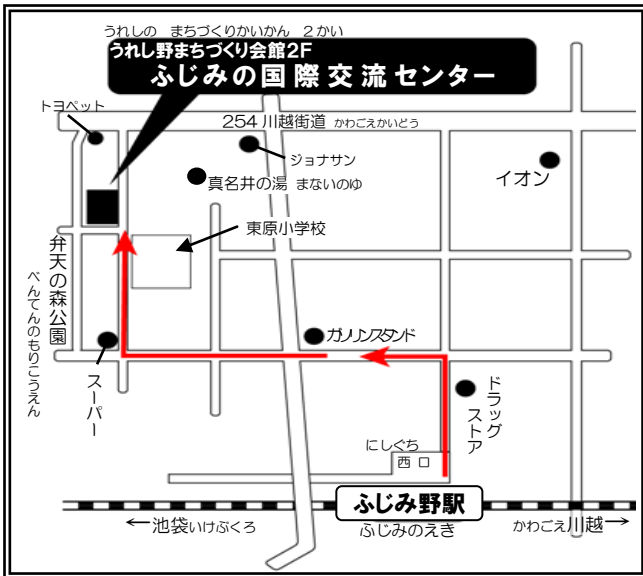 うれしの まちづくりかいかん 2かい
うれし野まちづくり会館2F
ふじみの国際交流センター
トヨペット
254 川越街道 かわごえかいどう
ジョナサン
真名井の湯 まないのゆ
イオン
東原小学校
弁天の森公園
べんてんのもりこうえん
ガソリンスタンド
スーパー
ドラッグ
ストア
にしぐち
西口
ふじみ野駅
ふじみのえき
←池袋いけぶくろ
かわごえ川越→